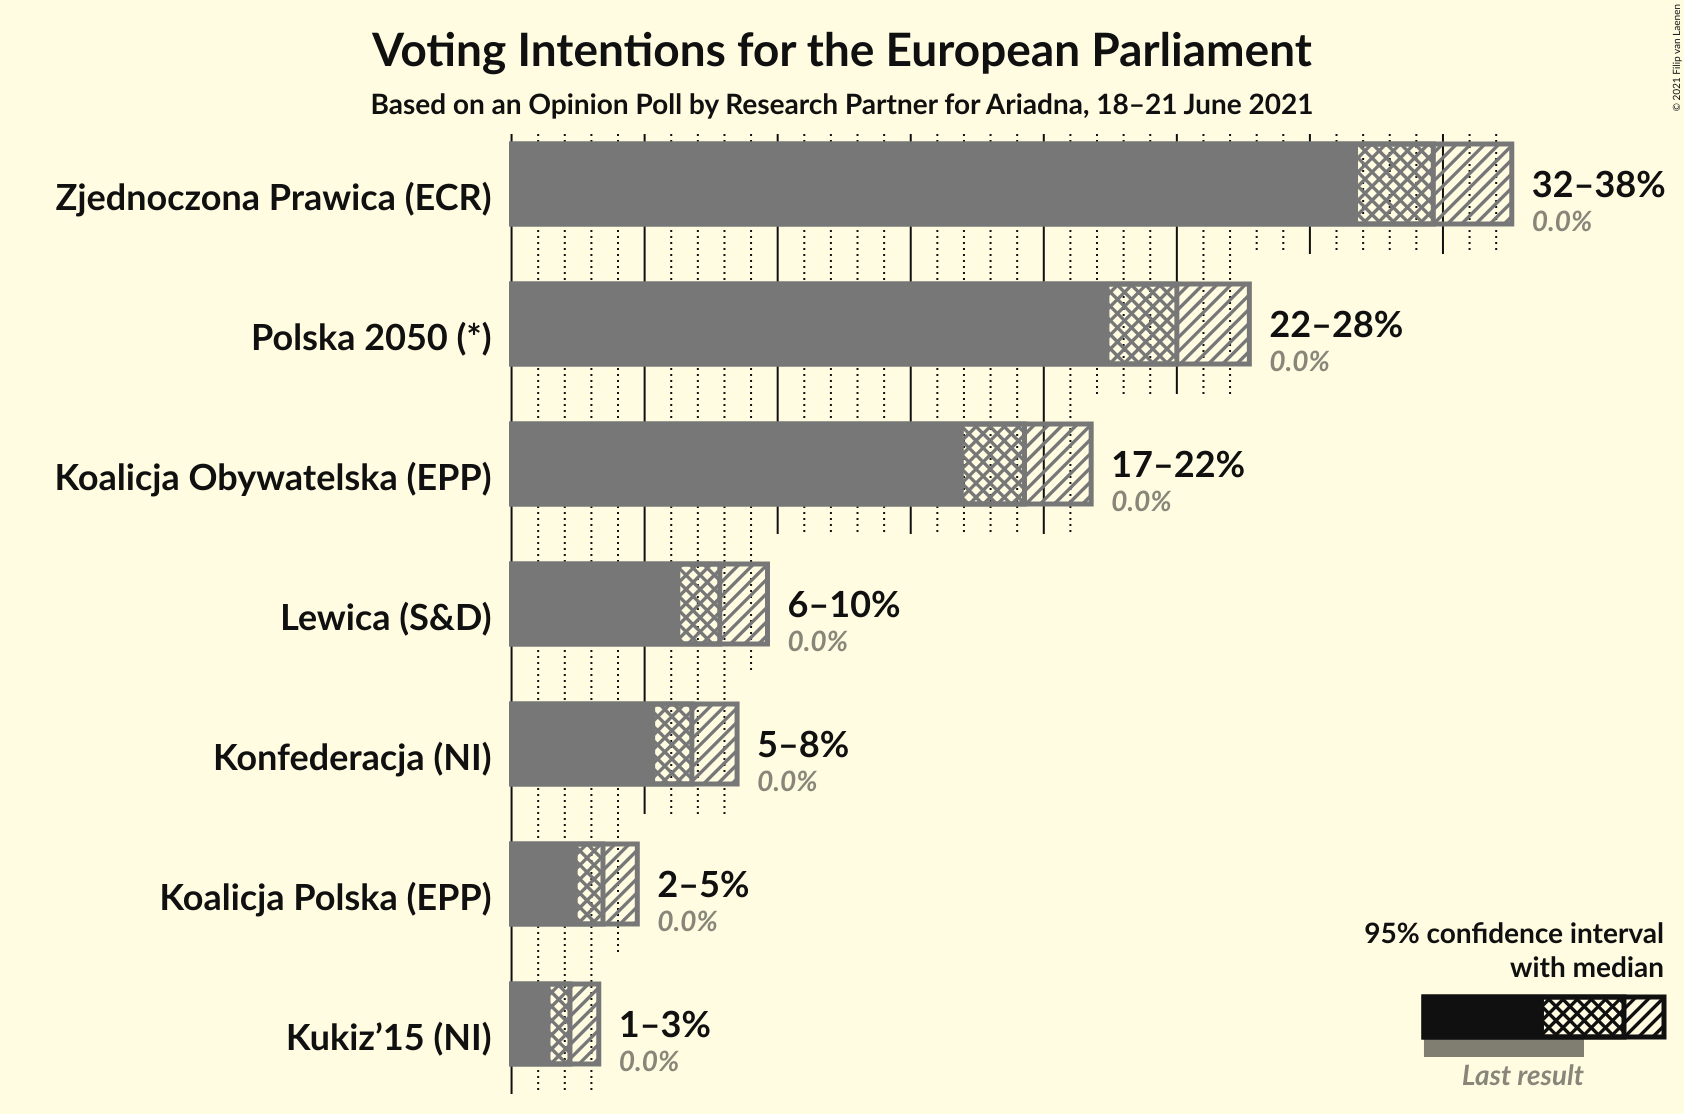 Voting Intentions for the European Parliament
Based on an Opinion Poll by Research Partner for Ariadna, 18–21 June 2021
© 2021 Filip van Laenen
Zjednoczona Prawica (ECR)
32–38%
0.0%
Polska 2050 (*)
22–28%
0.0%
Koalicja Obywatelska (EPP)
17–22%
0.0%
Lewica (S&D)
6–10%
0.0%
Konfederacja (NI)
5–8%
0.0%
Koalicja Polska (EPP)
2–5%
0.0%
Kukiz’15 (NI)
1–3%
0.0%
95% confidence interval
with median
Last result